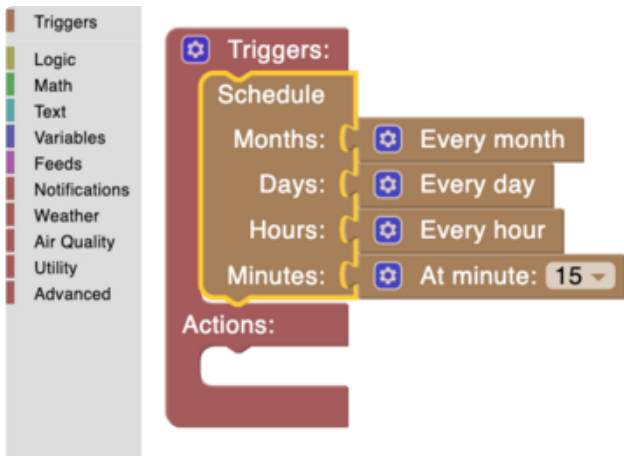 Triggers
Logic
Math
Text
Variables
Feeds
Notifications
Weather
Air Quality
Utility
Advanced
Triggers:
Schedule
Months: Every month
Days: Every day
Hours: Every hour
Minutes: At minute: 15
Actions: